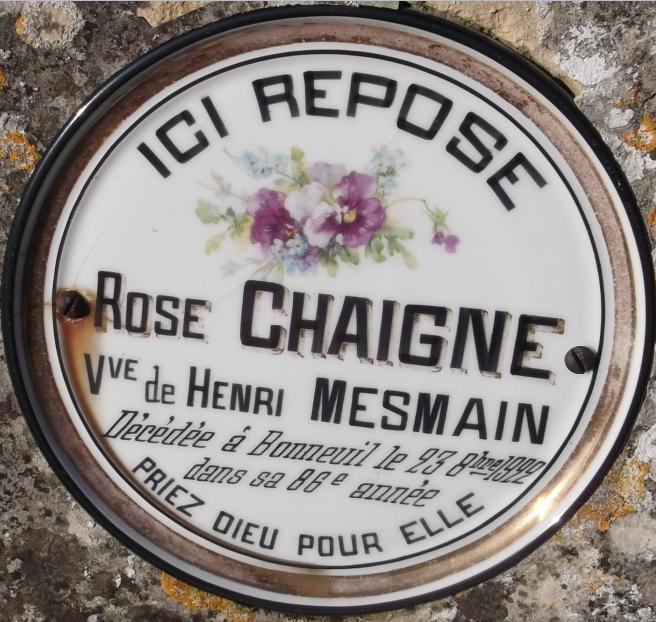 ICI REPOSE
ROSE CHAIGNE
Vve de HENRI MESMAIN
Décédée á Bonneuil le 23 8bre 1922
dans sa 86e année
PRIEZ DIEU POUR ELLE